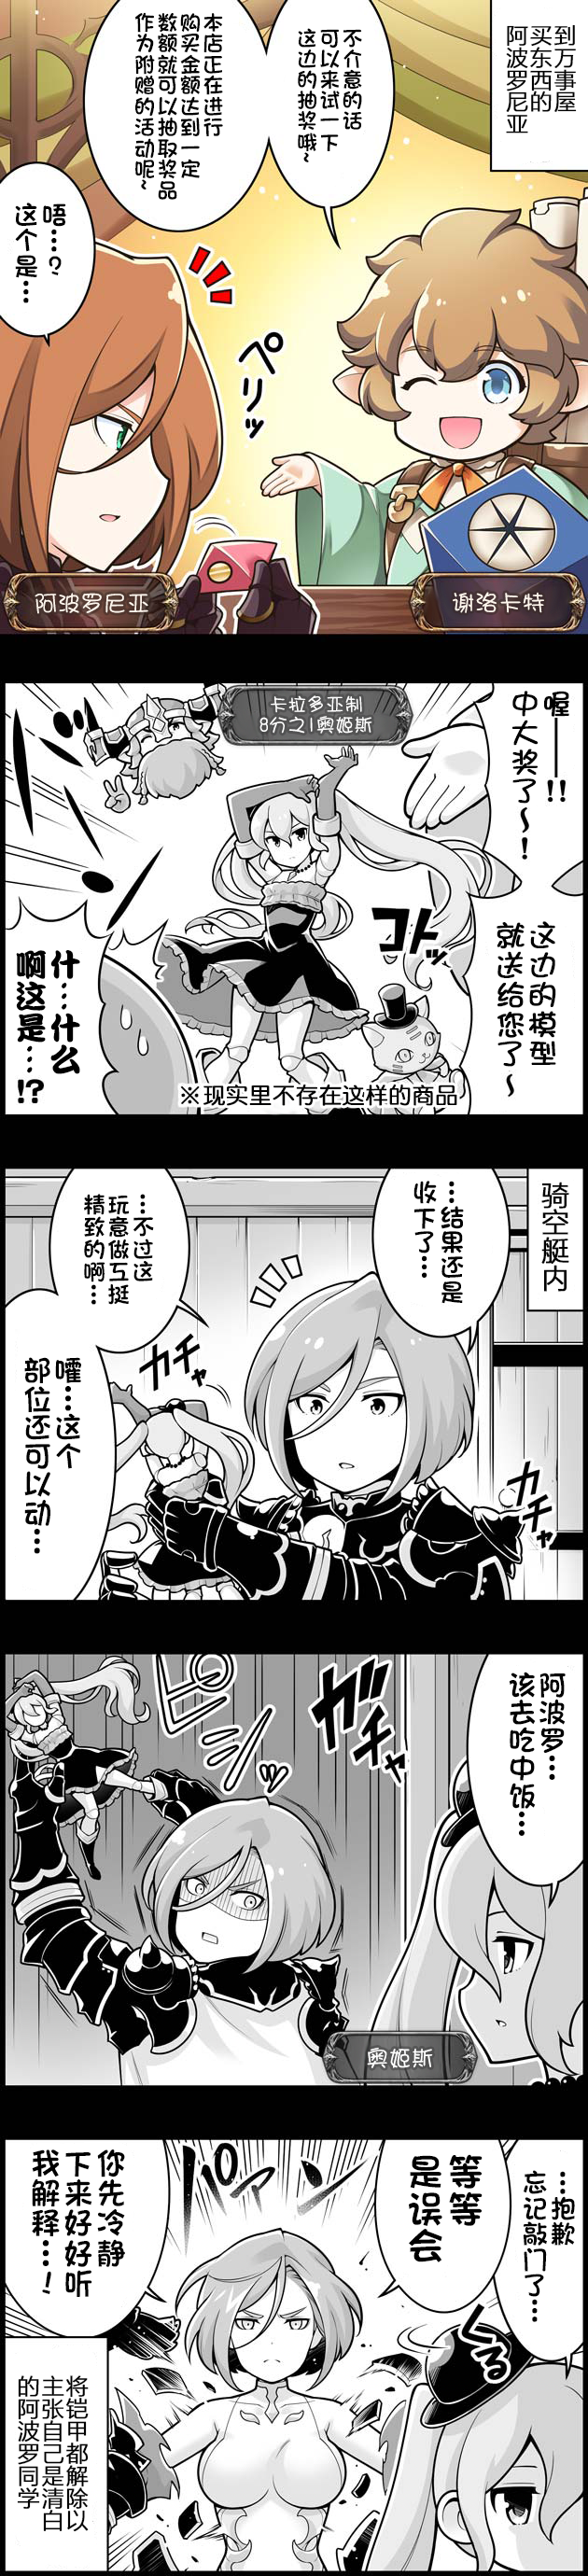 到万事屋
买东西的
阿波罗尼亚
不介意的话
可以来试一下
这边的抽奖哦~
本店正在进行
购买金额达到一定
数额就可以抽取奖品
作为附赠的活动呢~
唔…?
这个是…
ペリッ
阿波罗尼亚
谢洛卡特
喔——!!
中大奖了~!
卡拉多亚制
8分之1奥姬斯
这边的模型
就送给您了~
コトッ
什…什么
啊这是…!?
※现实里不存在这样的商品
骑空艇内
…结果还是
收下了…
…不过这
玩意做工挺
精致的啊…
嚯…这个
部位还可以动…
カチャ
カチャ
阿波罗…
该去吃中饭…
ガチャッ
ピシッ
奥姬斯
…抱歉
忘记敲门了…
くるっ
等等
是误会
パァン
你先冷静
下来好好听
我解释…!
将铠甲都解除以
主张自己是清白
的阿波罗同学